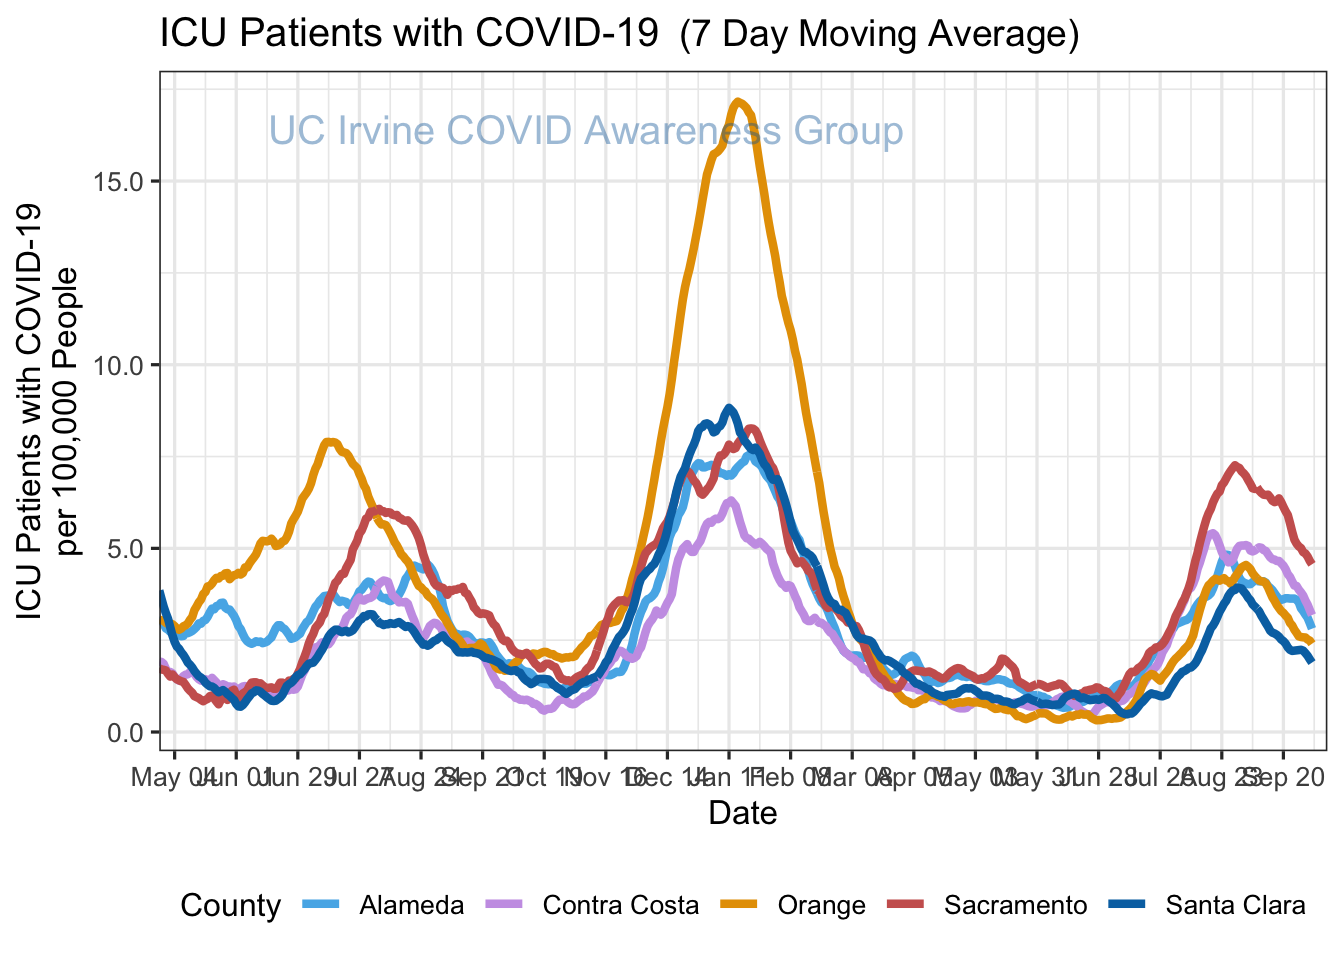 ICU Patients with COVID-19 (7 Day Moving Average)
UC Irvine COVID Awareness Group
ICU Patients with COVID-19
per 100,000 People
15.0
10.0
5.0
0.0
May 04 Jun 01 Jun 29 Jul 27 Aug 24 Sep 21 Oct 19 Nov 16 Dec 14 Jan 11 Feb 08 Mar 08 Apr 05 May 03 May 31 Jun 28 Jul 26 Aug 23 Sep 20
Date
County Alameda Contra Costa Orange Sacramento Santa Clara